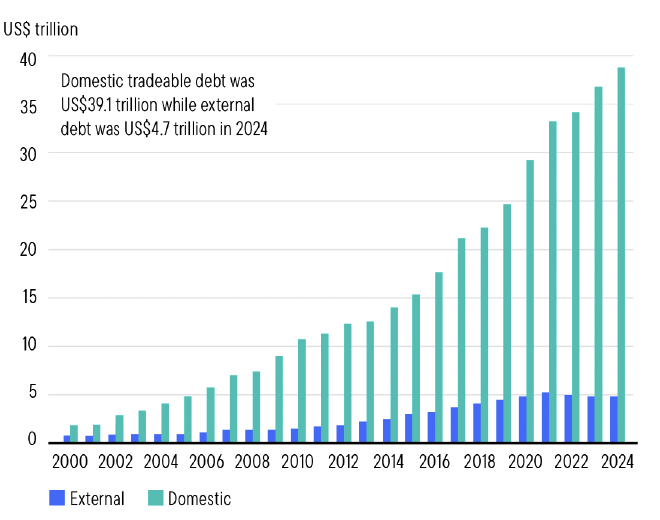 US$ trillion
40
Domestic tradeable debt was
US$39.1 trillion while external
debt was US$4.7 trillion in 2024
35
30
25
20
15
10
5
0
2000 2002 2004 2006 2008 2010 2012 2014 2016 2018 2020 2022 2024
External Domestic